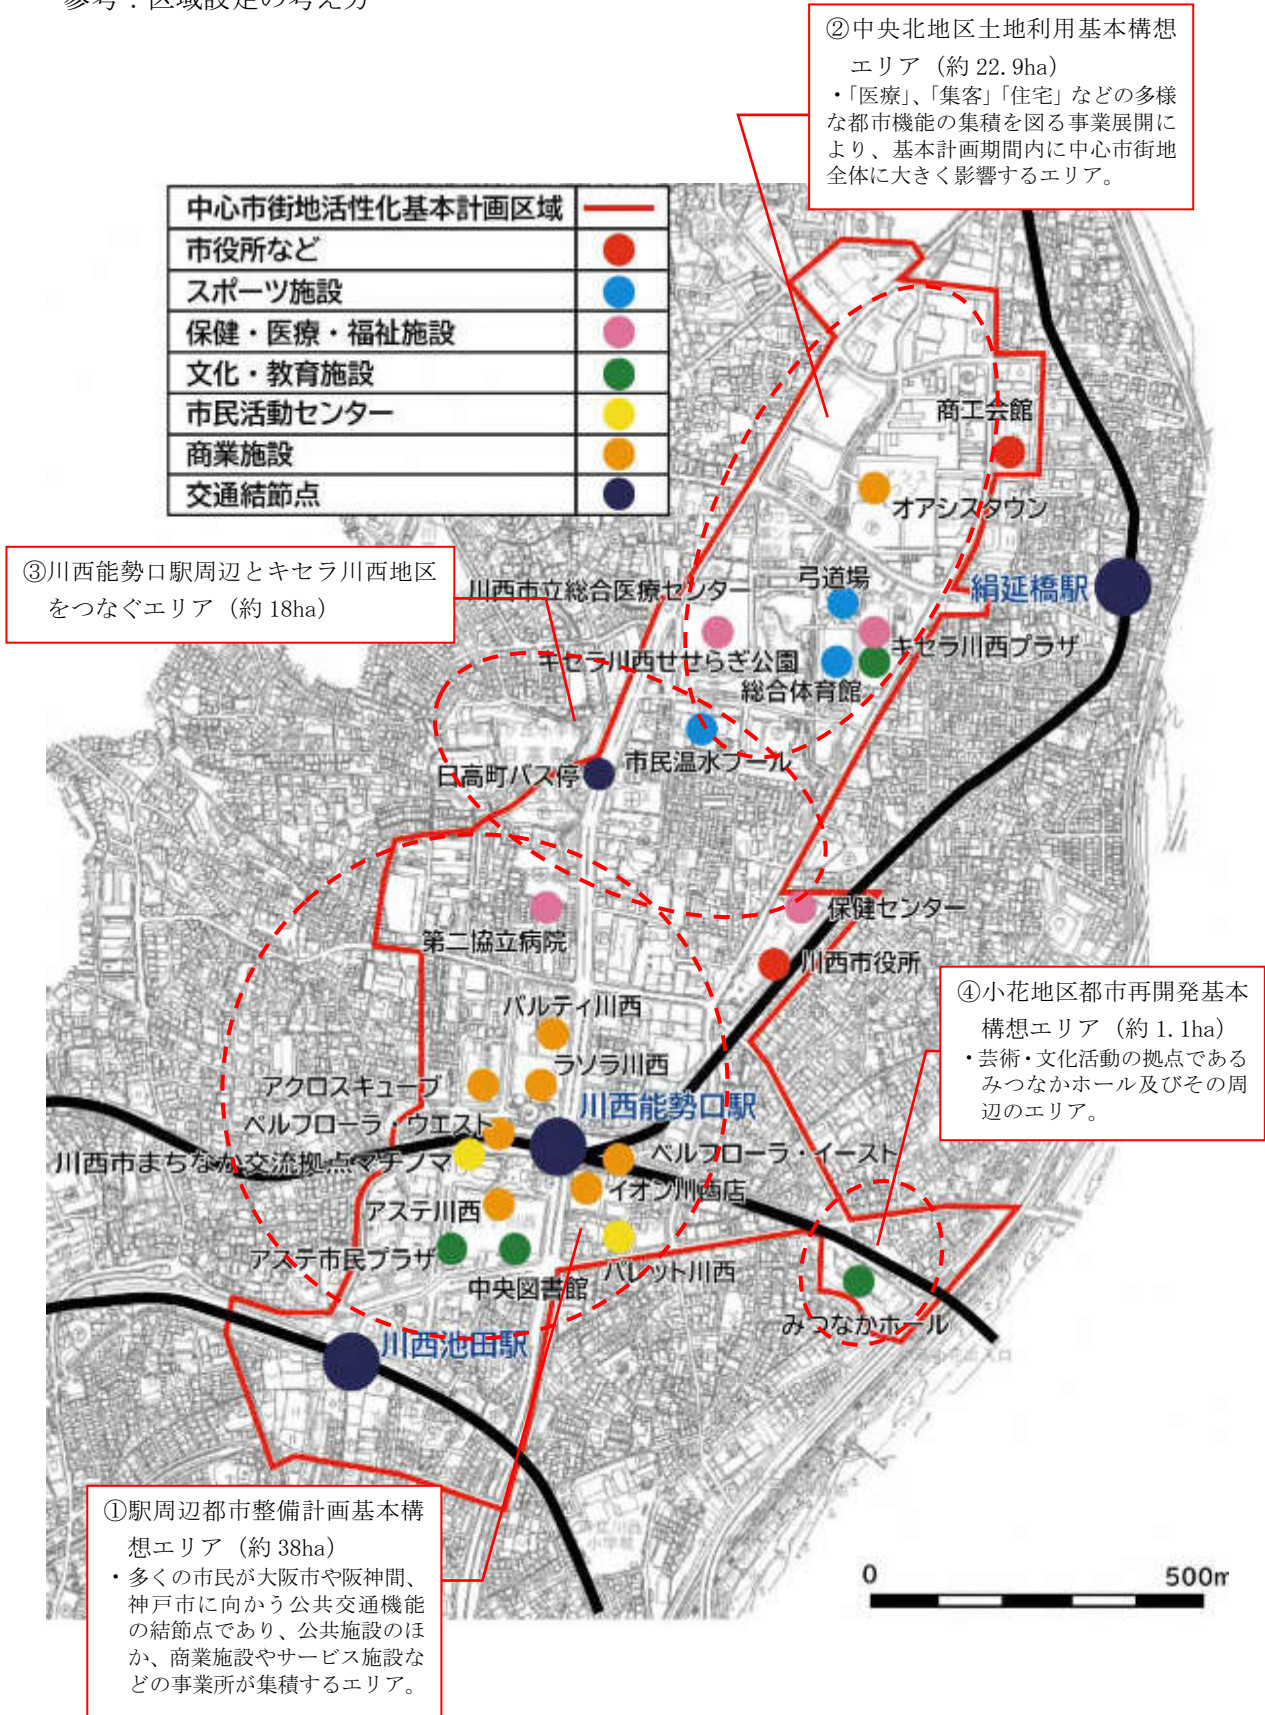 参考：区域設定の考え方
②中央北地区土地利用基本構想
エリア（約 22.9ha）
・「医療」、「集客」「住宅」などの多様
な都市機能の集積を図る事業展開に
より、基本計画期間内に中心市街地
全体に大きく影響するエリア。
中心市街地活性化基本計画区域
市役所など
スポーツ施設
保健・医療・福祉施設
文化・教育施設
市民活動センター
商業施設
交通結節点
商工会館
オアシスタウン
③川西能勢口駅周辺とキセラ川西地区
をつなぐエリア（約 18ha）
川西市立総合医療センター
弓道場
絹延橋駅
キセラ川西プラザ
キセラ川西せせらぎ公園
総合体育館
市民温水プール
日高町バス停
保健センター
第二協立病院
川西市役所
④小花地区都市再開発基本
構想エリア（約 1.1ha）
・芸術・文化活動の拠点である
みつなかホール及びその周
辺のエリア。
パルティ川西
ラソラ川西
アクロスキューブ
川西能勢口駅
ベルフローラ・ウエスト
ベルフローラ・イースト
川西市まちなか交流拠点マチノマ
イオン川西店
アステ川西
アステ市民プラザ
中央図書館
パレット川西
みつなかホール
川西池田駅
①駅周辺都市整備計画基本構
想エリア（約 38ha）
・多くの市民が大阪市や阪神間、
神戸市に向かう公共交通機能
の結節点であり、公共施設のほ
か、商業施設やサービス施設な
どの事業所が集積するエリア。
0
500m